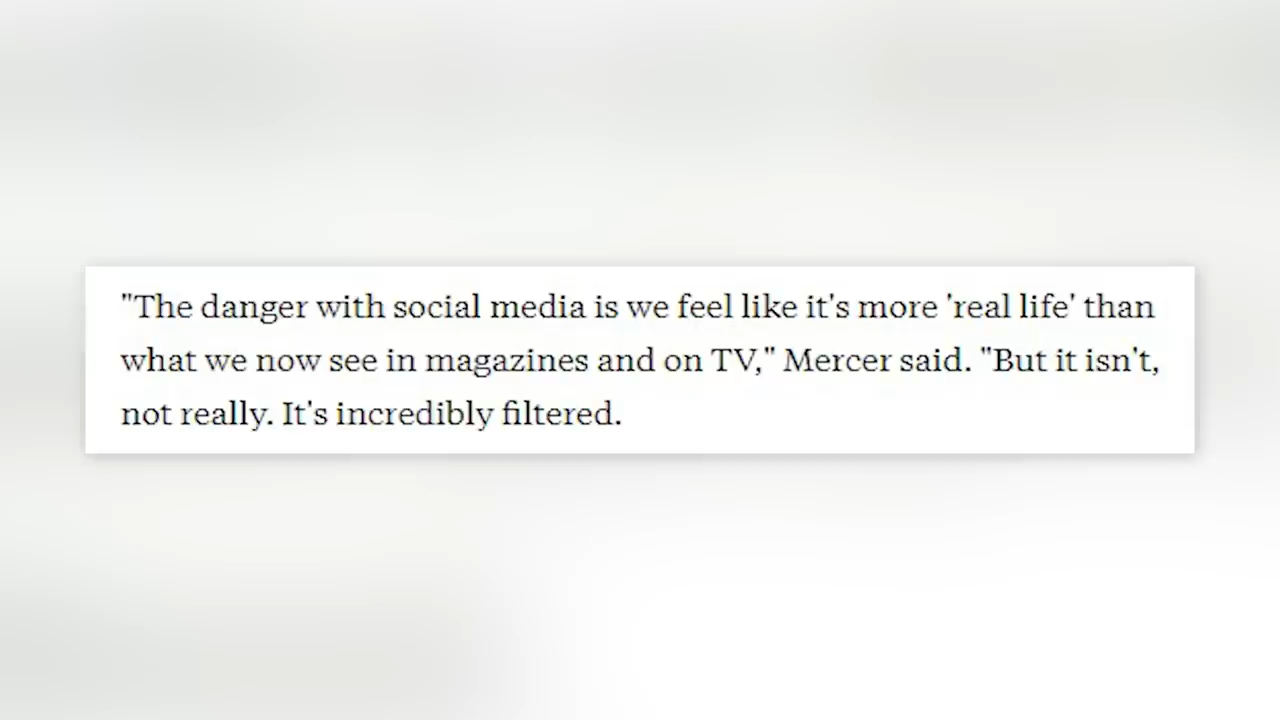 "The danger with social media is we feel like it's more 'real life' than
what we now see in magazines and on TV," Mercer said. "But it isn't,
not really. It's incredibly filtered.